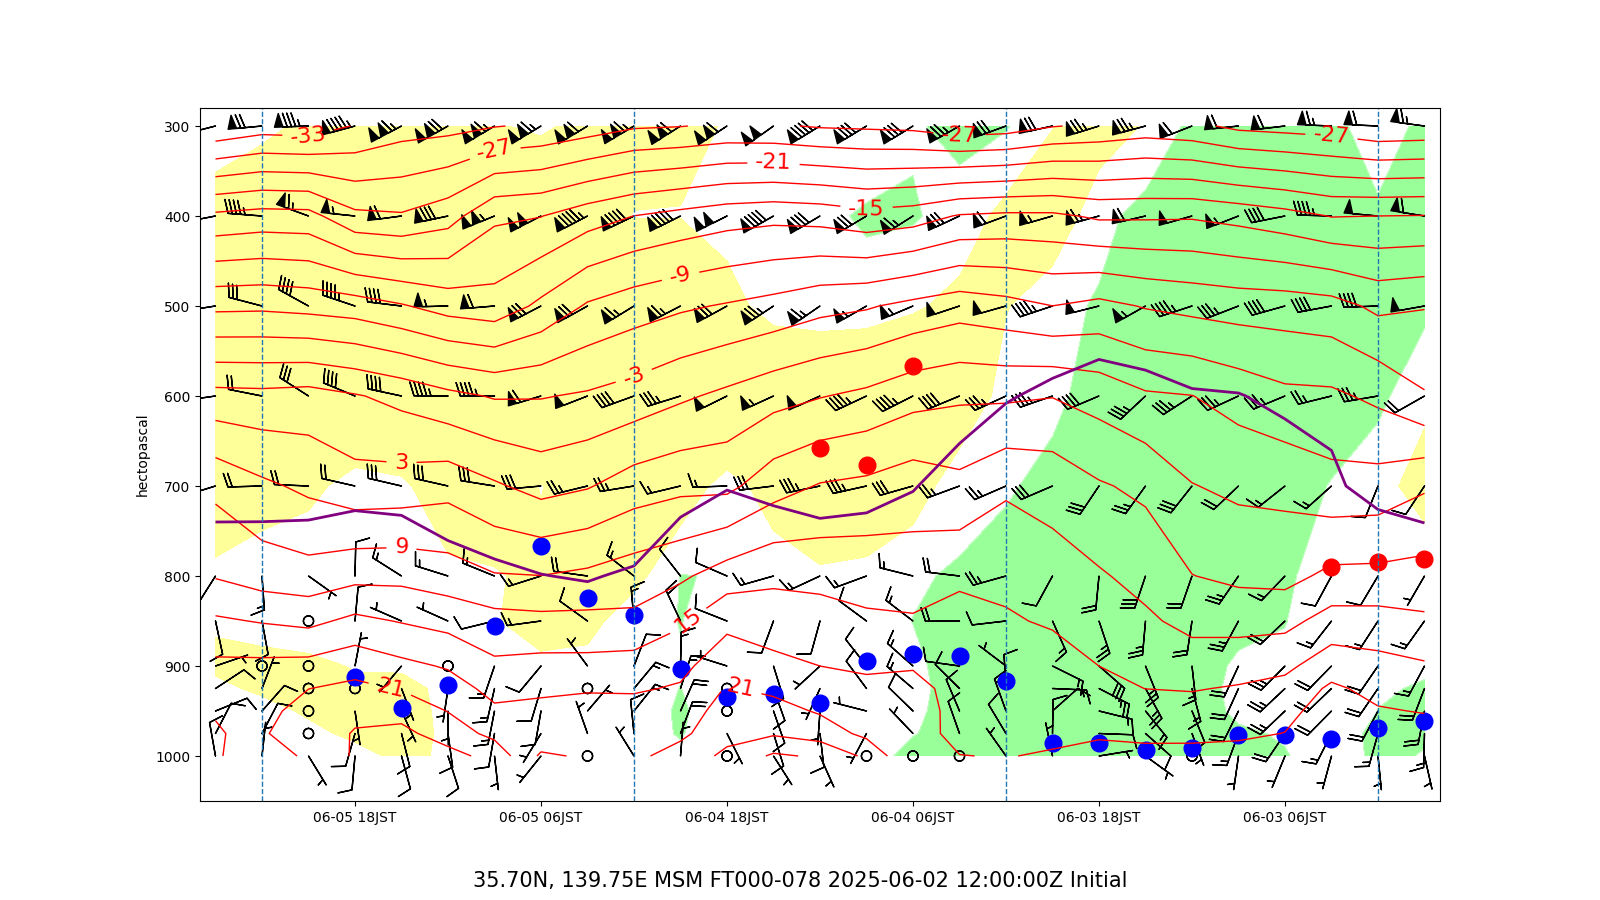 300
400
500
600
700
800
900
1000
hectopascal
-33
-27
-21
-27
-27
-15
-9
-3
3
9
15
21
21
06-05 18JST
06-05 06JST
06-04 18JST
06-04 06JST
06-03 18JST
06-03 06JST
35.70N, 139.75E MSM FT000-078 2025-06-02 12:00:00Z Initial